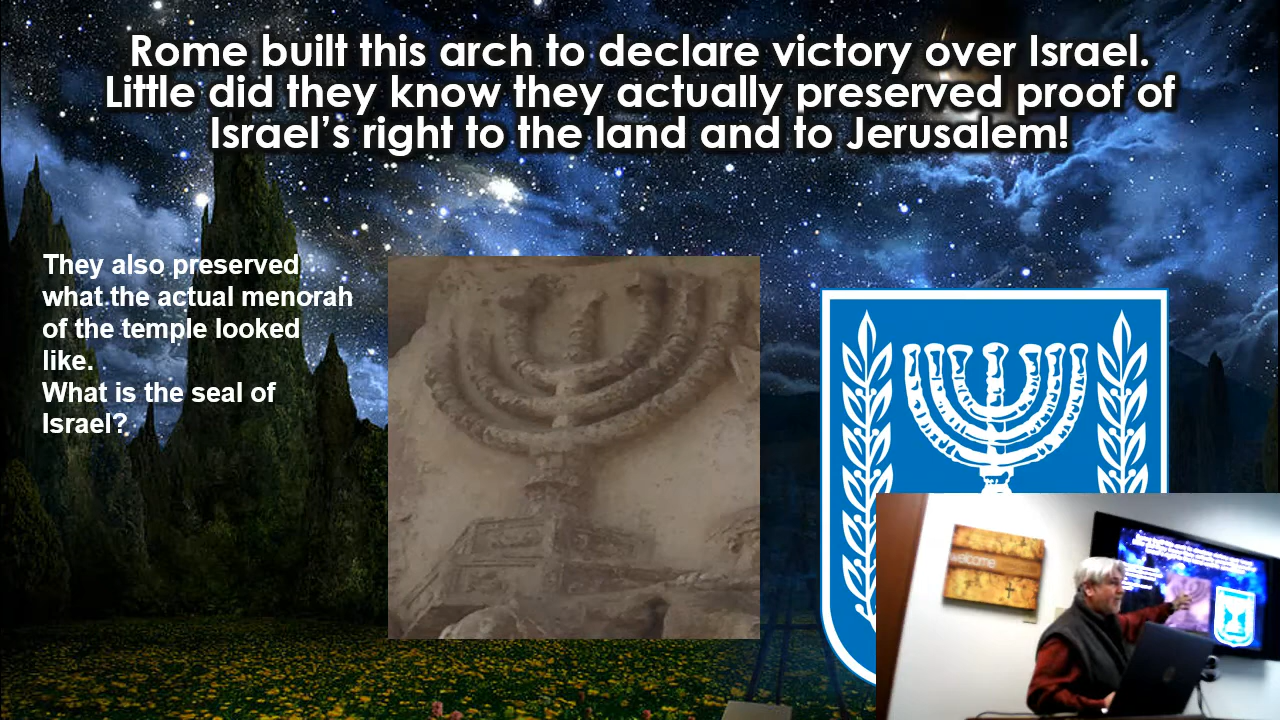 Rome built this arch to declare victory over Israel.
Little did they know they actually preserved proof of
Israel’s right to the land and to Jerusalem!
They also preserved
what the actual menorah
of the temple looked
like.
What is the seal of
Israel?
welcome